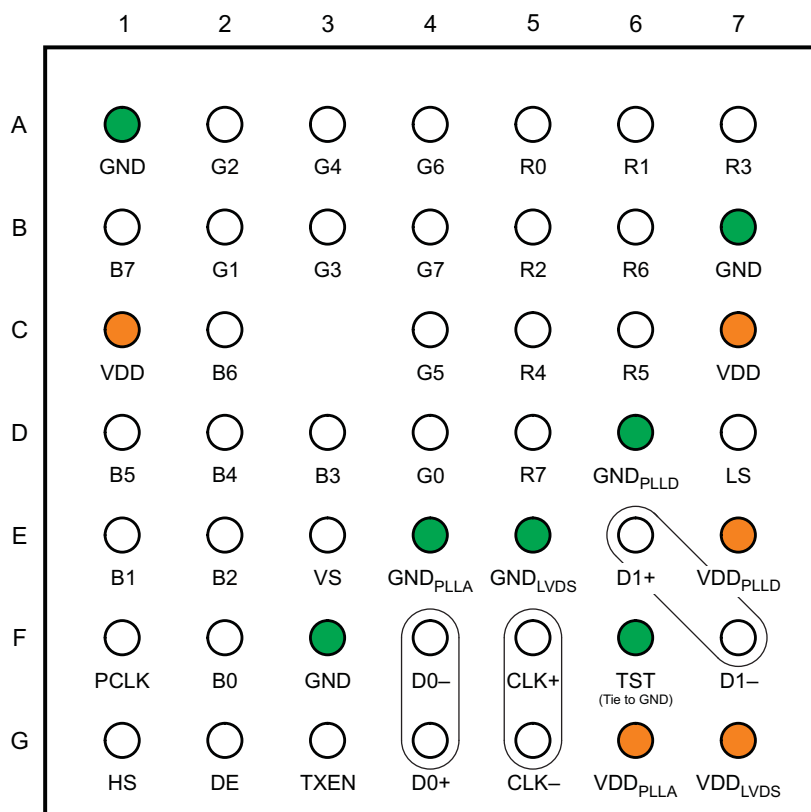 1 2 3 4 5 6 7
A
GND G2 G4 G6 R0 R1 R3
B
B7 G1 G3 G7 R2 R6 GND
C
VDD B6 G5 R4 R5 VDD
D
B5 B4 B3 G0 R7 GNDPLLD LS
E
B1 B2 VS GNDPLLA GNDLVDS D1+ VDDPLLD
F
PCLK B0 GND D0– CLK+ TST D1–
(Tie to GND)
G
HS DE TXEN D0+ CLK– VDDPLLA VDDLVDS